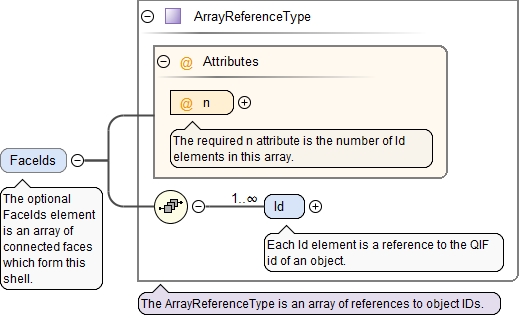 ArrayReferenceType
@ Attributes
@ n
The required n attribute is the number of Id
elements in this array.
FaceIds
The optional
FaceIds element
is an array of
connected faces
which form this
shell.
1..∞
Id
Each Id element is a reference to the QIF
id of an object.
The ArrayReferenceType is an array of references to object IDs.